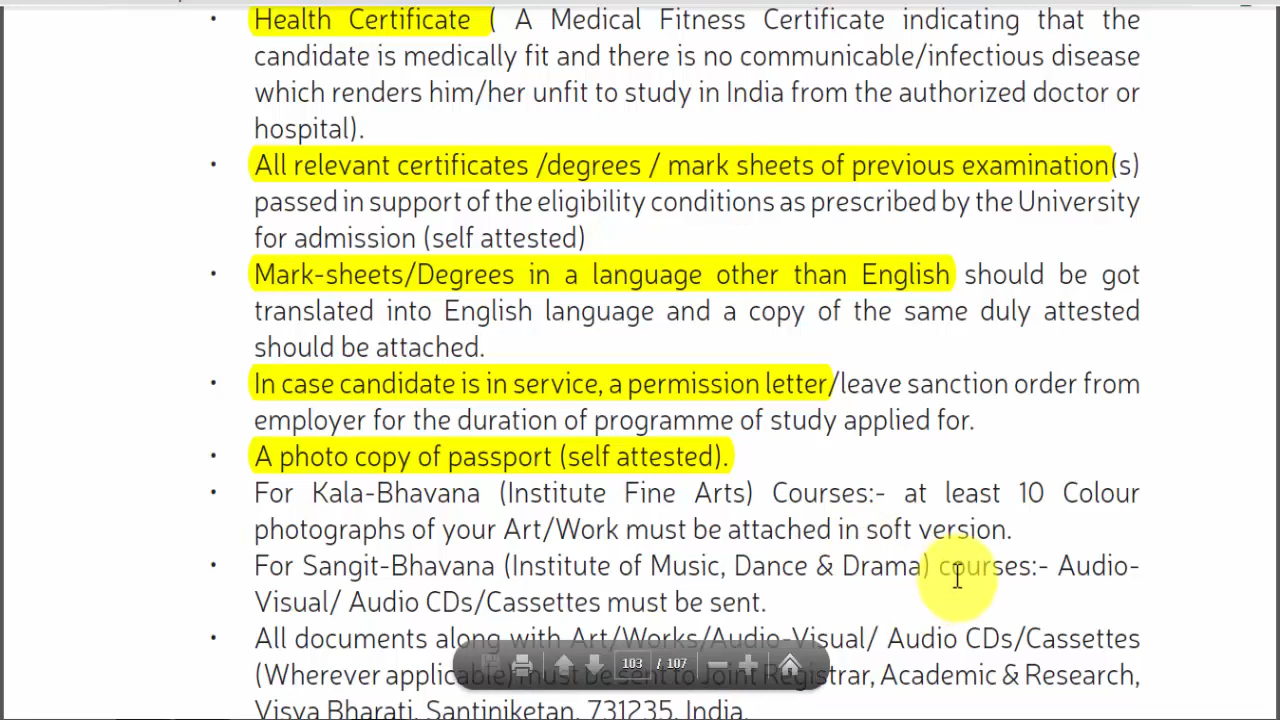 • Health Certificate ( A Medical Fitness Certificate indicating that the
candidate is medically fit and there is no communicable/infectious disease
which renders him/her unfit to study in India from the authorized doctor or
hospital).
• All relevant certificates /degrees / mark sheets of previous examination(s)
passed in support of the eligibility conditions as prescribed by the University
for admission (self attested)
• Mark-sheets/Degrees in a language other than English should be got
translated into English language and a copy of the same duly attested
should be attached.
• In case candidate is in service, a permission letter/leave sanction order from
employer for the duration of programme of study applied for.
• A photo copy of passport (self attested).
• For Kala-Bhavana (Institute Fine Arts) Courses:- at least 10 Colour
photographs of your Art/Work must be attached in soft version.
• For Sangit-Bhavana (Institute of Music, Dance & Drama) courses:- Audio-
Visual/ Audio CDs/Cassettes must be sent.
• All documents along with Art/Works/Audio-Visual/ Audio CDs/Cassettes
(Wherever applicable) must be sent to Joint Registrar, Academic & Research,
103 / 107
Visva Bharati, Santiniketan, 731235, India.